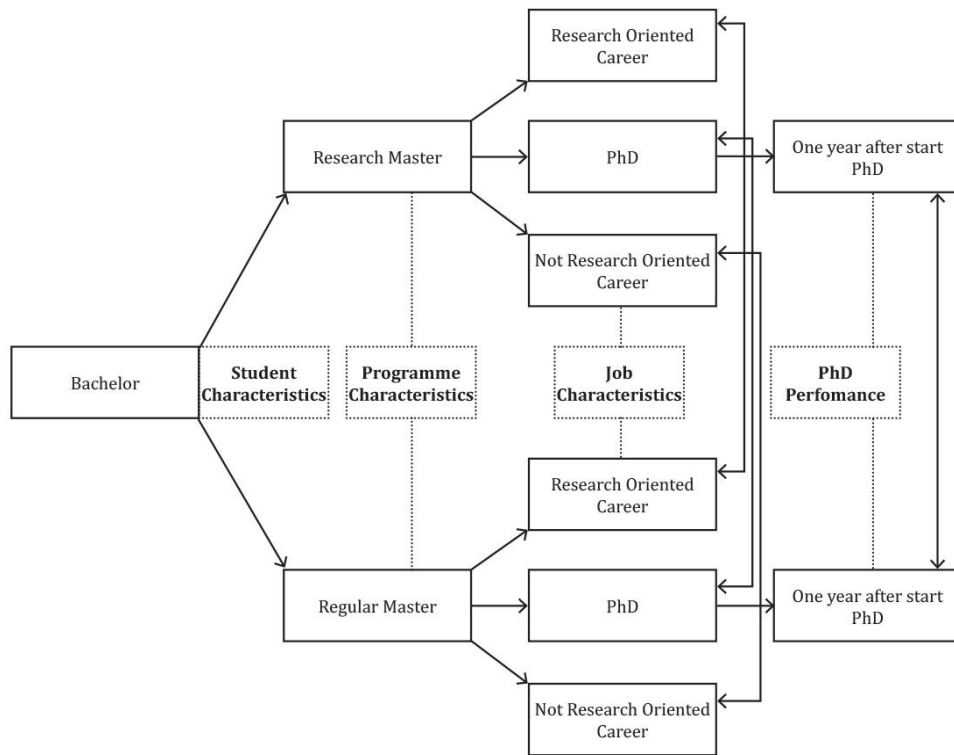 Research Oriented
Career
Research Master
PhD
One year after start
PhD
Not Research Oriented
Career
Bachelor
Student
Characteristics
Programme
Characteristics
Job
Characteristics
PhD
Perfomance
Research Oriented
Career
Regular Master
PhD
One year after start
PhD
Not Research Oriented
Career